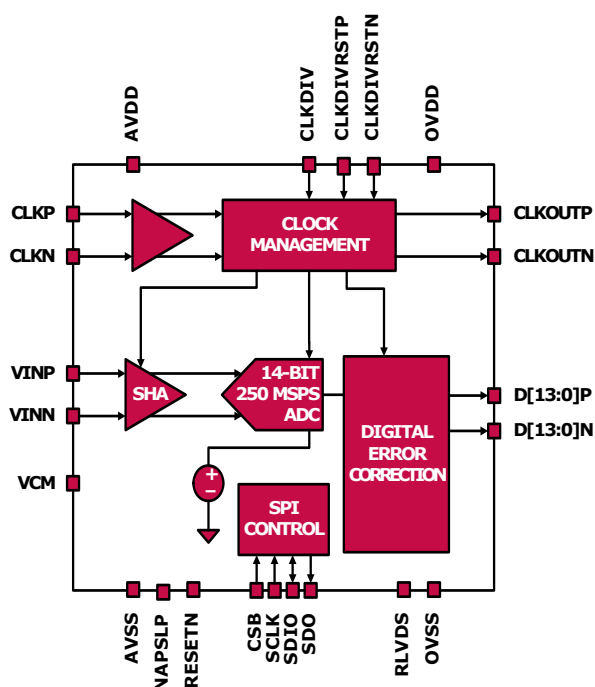 AVDD
CLKDIV
CLKDIVRSTP
CLKDIVRSTN
OVDD
CLKP
CLKN
CLOCK
MANAGEMENT
CLKOUTP
CLKOUTN
VINP
VINN
SHA
14-BIT
250 MSPS
ADC
D[13:0]P
D[13:0]N
DIGITAL
ERROR
CORRECTION
VCM
+
–
SPI
CONTROL
AVSS
NAPSLP
RESETN
CSB
SCLK
SDIO
SDO
RLVDS
OVSS